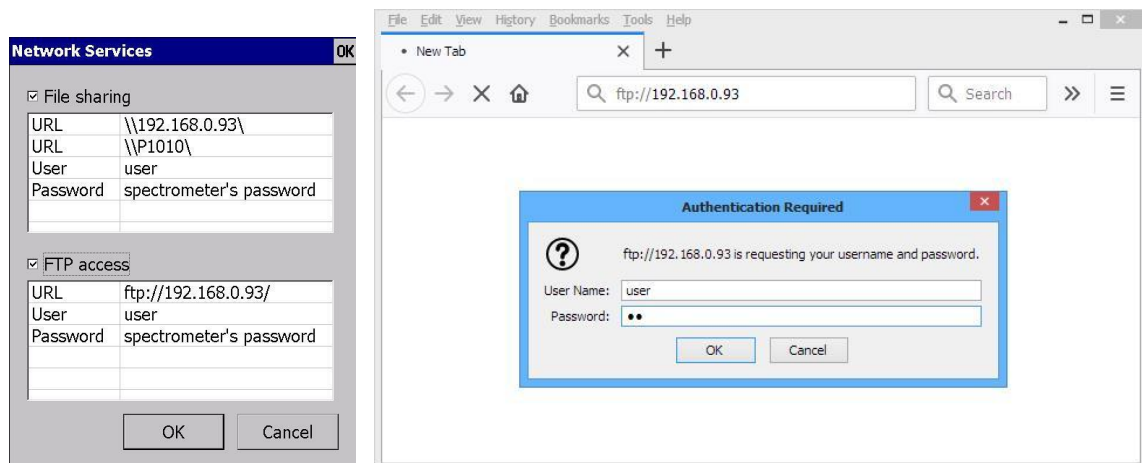 Network Services OK
File sharing
URL \\192.168.0.93\
URL \\P1010\
User user
Password spectrometer's password
FTP access
URL ftp://192.168.0.93/
User user
Password spectrometer's password
OK Cancel
File Edit View History Bookmarks Tools Help
• New Tab
ftp://192.168.0.93 Search
Authentication Required
ftp://192.168.0.93 is requesting your username and password.
User Name: user
Password: ●●
OK Cancel